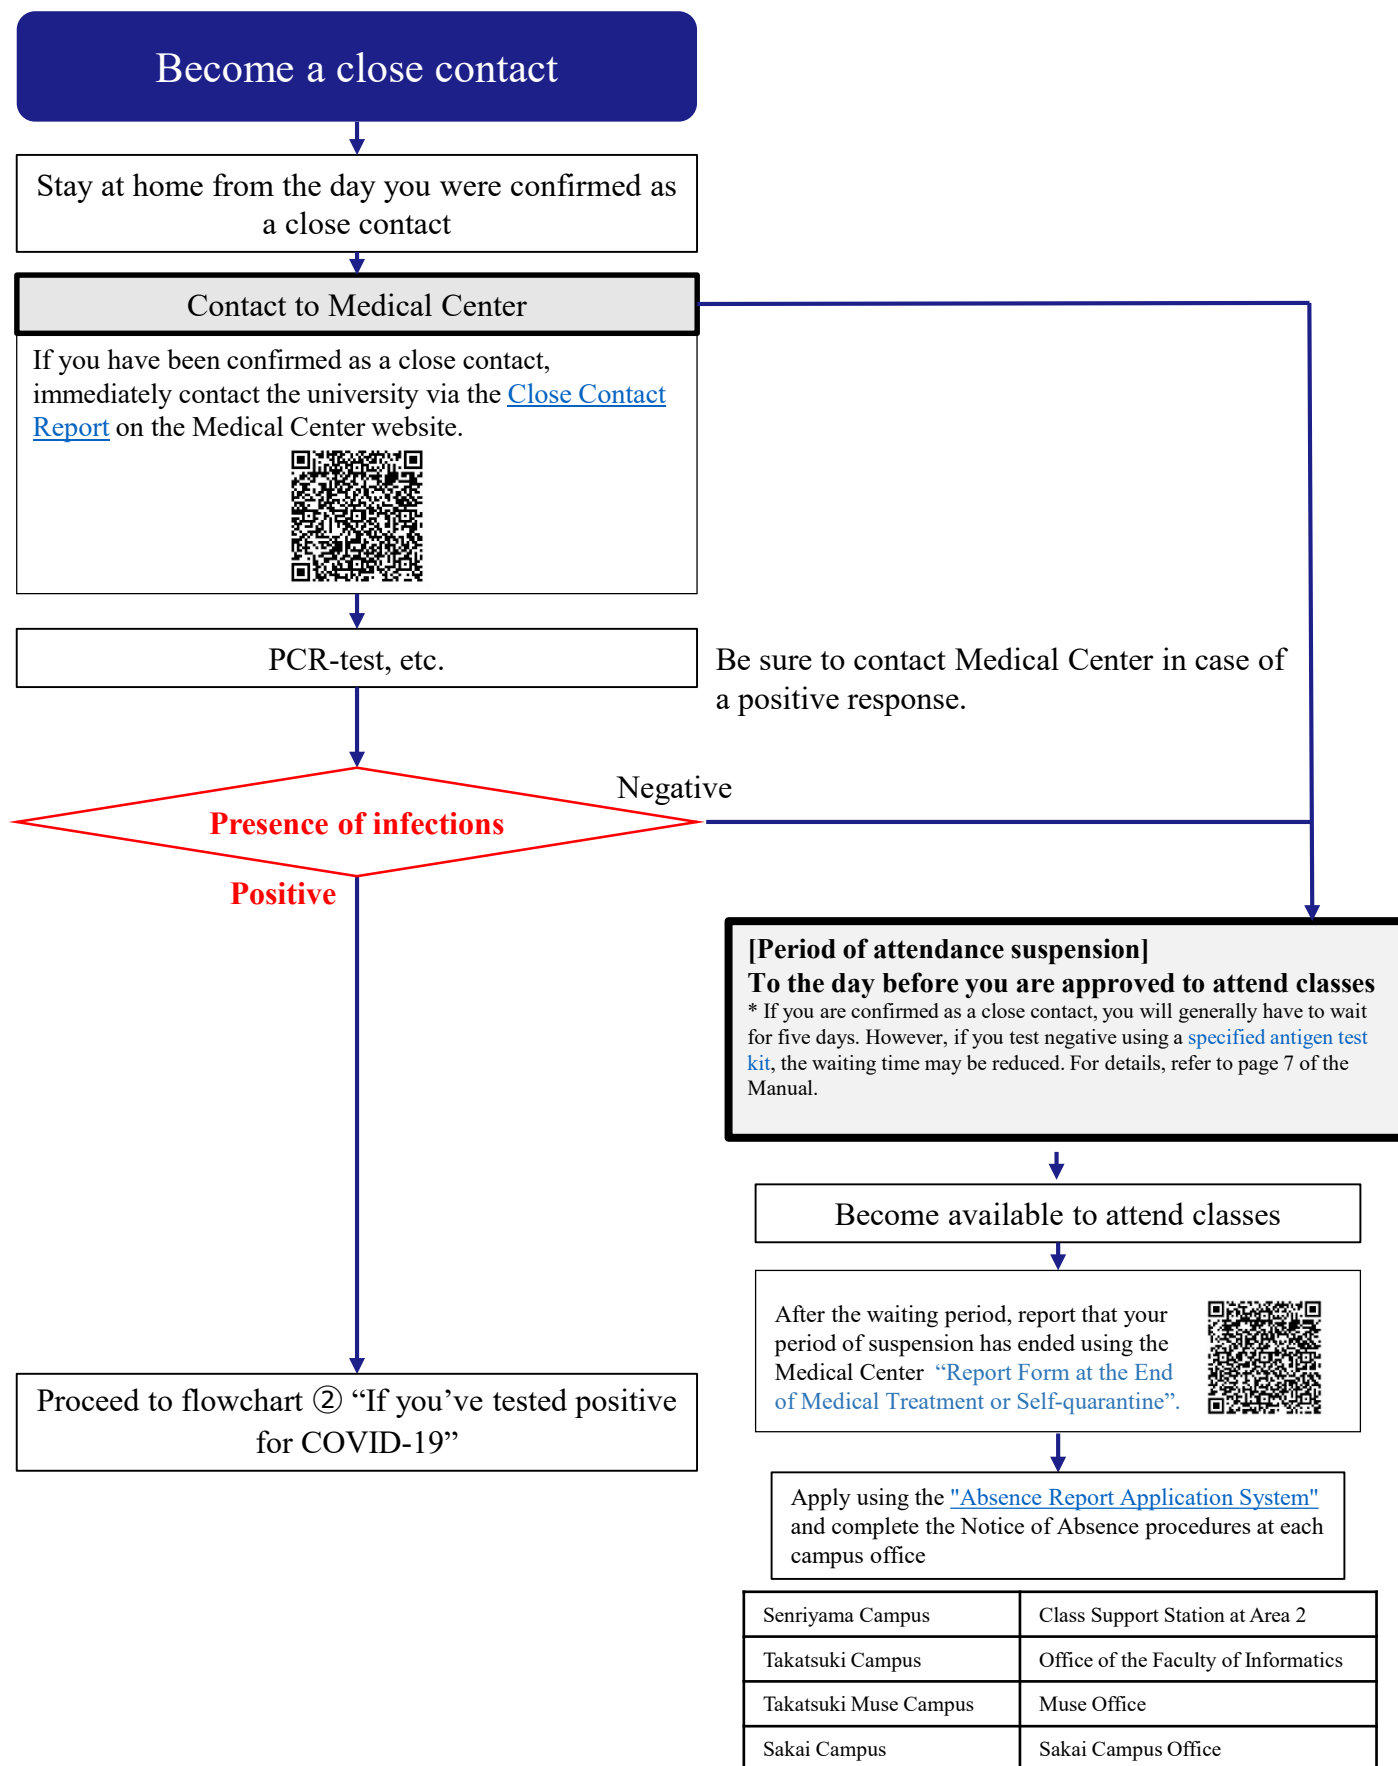 Become a close contact
Stay at home from the day you were confirmed as
a close contact
Contact to Medical Center
If you have been confirmed as a close contact,
immediately contact the university via the Close Contact
Report on the Medical Center website.
PCR-test, etc.
Be sure to contact Medical Center in case of
a positive response.
Negative
Presence of infections
Positive
[Period of attendance suspension]
To the day before you are approved to attend classes
* If you are confirmed as a close contact, you will generally have to wait
for five days. However, if you test negative using a specified antigen test
kit, the waiting time may be reduced. For details, refer to page 7 of the
Manual.
Become available to attend classes
After the waiting period, report that your
period of suspension has ended using the
Medical Center “Report Form at the End
of Medical Treatment or Self-quarantine”.
Proceed to flowchart ② “If you’ve tested positive
for COVID-19”
Apply using the "Absence Report Application System"
and complete the Notice of Absence procedures at each
campus office
Senriyama Campus Class Support Station at Area 2
Takatsuki Campus Office of the Faculty of Informatics
Takatsuki Muse Campus Muse Office
Sakai Campus Sakai Campus Office